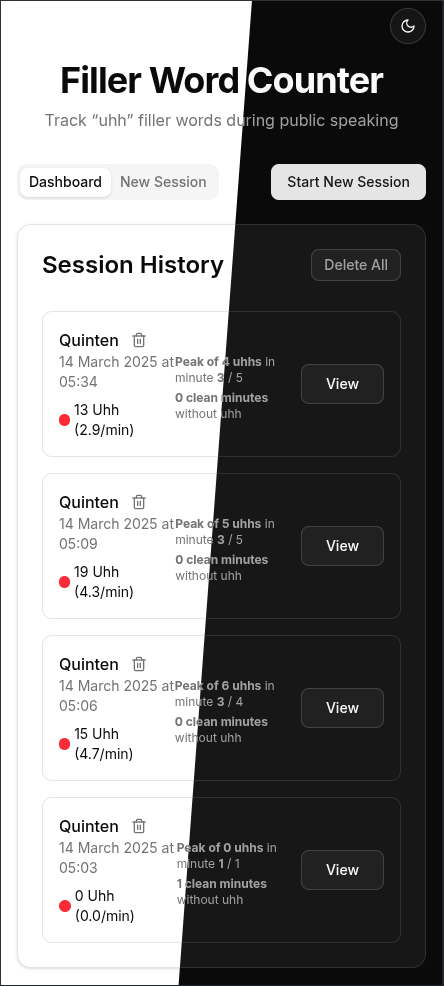 Filler Word Counter
Track “uhh” filler words during public speaking
Dashboard New Session Start New Session
Session History Delete All
Quinten
14 March 2025 at
05:34
13 Uhh
(2.9/min)
Peak of 4 uhhs in
minute 3 / 5
0 clean minutes
without uhh
View
Quinten
14 March 2025 at
05:09
19 Uhh
(4.3/min)
Peak of 5 uhhs in
minute 3 / 5
0 clean minutes
without uhh
View
Quinten
14 March 2025 at
05:06
15 Uhh
(4.7/min)
Peak of 6 uhhs in
minute 3 / 4
0 clean minutes
without uhh
View
Quinten
14 March 2025 at
05:03
0 Uhh
(0.0/min)
Peak of 0 uhhs in
minute 1 / 1
1 clean minutes
without uhh
View